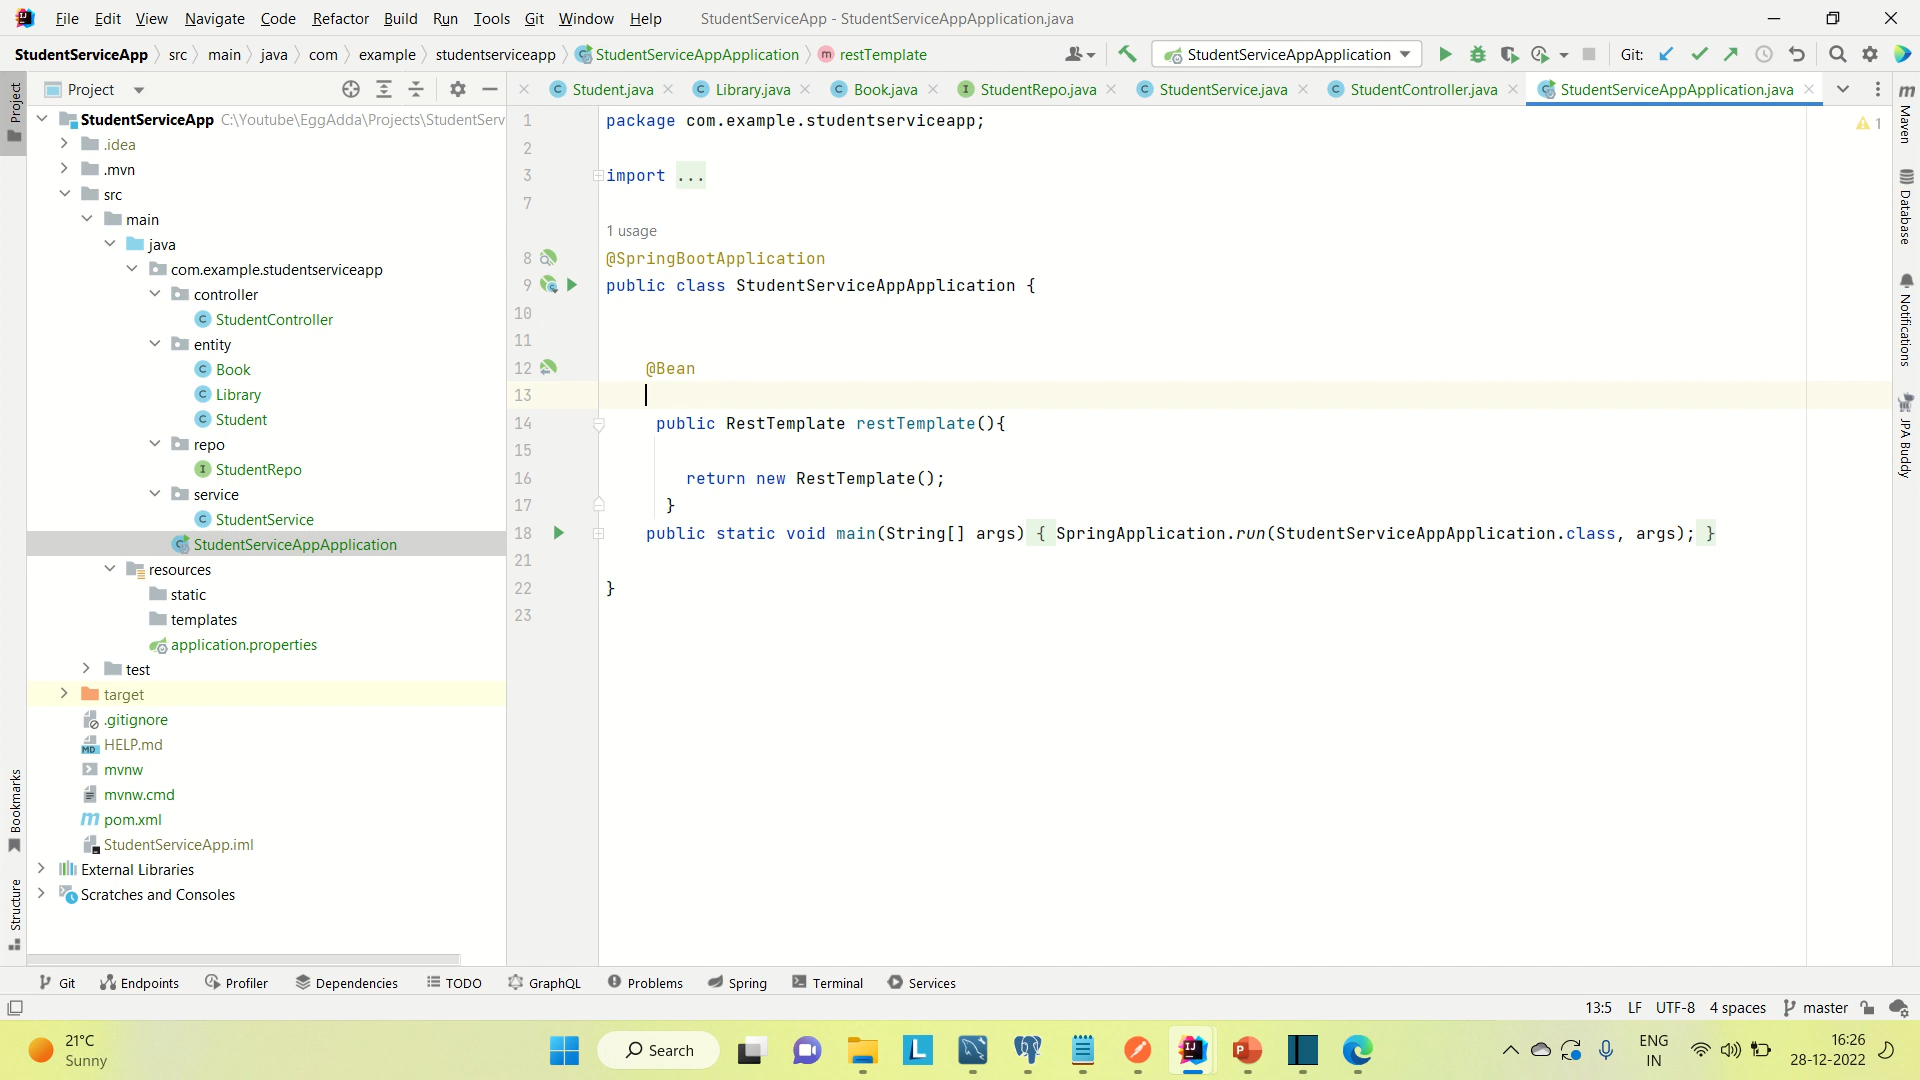 File Edit View Navigate Code Refactor Build Run Tools Git Window Help StudentServiceApp - StudentServiceAppApplication.java
StudentServiceApp src main java com example studentserviceapp StudentServiceAppApplication restTemplate StudentServiceAppApplication Git:
Project Student.java Library.java Book.java StudentRepo.java StudentService.java StudentController.java StudentServiceAppApplication.java
StudentServiceApp C:\Youtube\EggAdda\Projects\StudentServ
.idea
.mvn
src
main
java
com.example.studentserviceapp
controller
StudentController
entity
Book
Library
Student
repo
StudentRepo
service
StudentService
StudentServiceAppApplication
resources
static
templates
application.properties
test
target
.gitignore
HELP.md
mvnw
mvnw.cmd
pom.xml
StudentServiceApp.iml
External Libraries
Scratches and Consoles
1 package com.example.studentserviceapp;
2
3 import ...
7
1 usage
8 @SpringBootApplication
9 public class StudentServiceAppApplication {
10
11
12 @Bean
13
14 public RestTemplate restTemplate(){
15
16 return new RestTemplate();
17 }
18 public static void main(String[] args) { SpringApplication.run(StudentServiceAppApplication.class, args); }
21
22 }
23
1
Project
Bookmarks
Structure
Maven
Database
Notifications
JPA Buddy
Git Endpoints Profiler Dependencies TODO GraphQL Problems Spring Terminal Services
13:5 LF UTF-8 4 spaces master
21°C
Sunny
Search
ENG
IN
16:26
28-12-2022